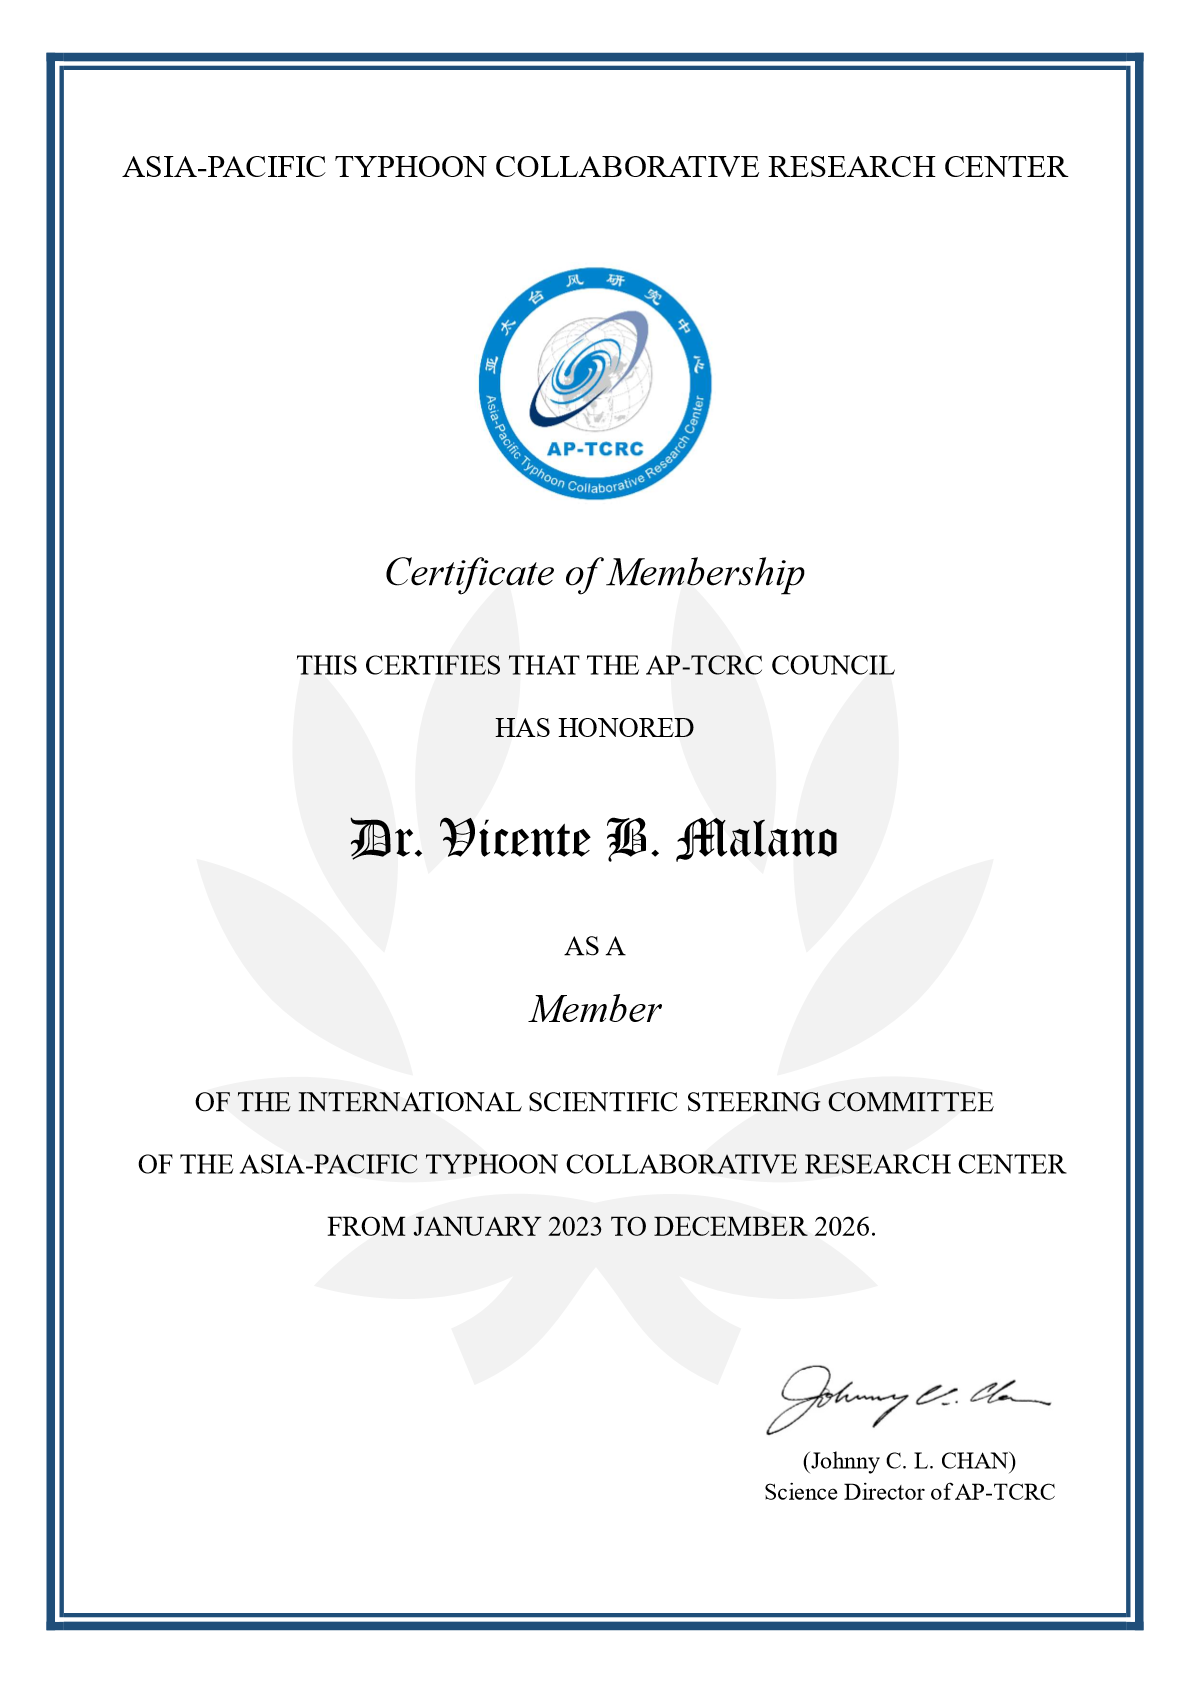 ASIA-PACIFIC TYPHOON COLLABORATIVE RESEARCH CENTER
亚太台风研究中心
AP-TCRC
Asia-Pacific Typhoon Collaborative Research Center
Certificate of Membership
THIS CERTIFIES THAT THE AP-TCRC COUNCIL
HAS HONORED
Dr. Vicente B. Malano
AS A
Member
OF THE INTERNATIONAL SCIENTIFIC STEERING COMMITTEE
OF THE ASIA-PACIFIC TYPHOON COLLABORATIVE RESEARCH CENTER
FROM JANUARY 2023 TO DECEMBER 2026.
(Johnny C. L. CHAN)
Science Director of AP-TCRC